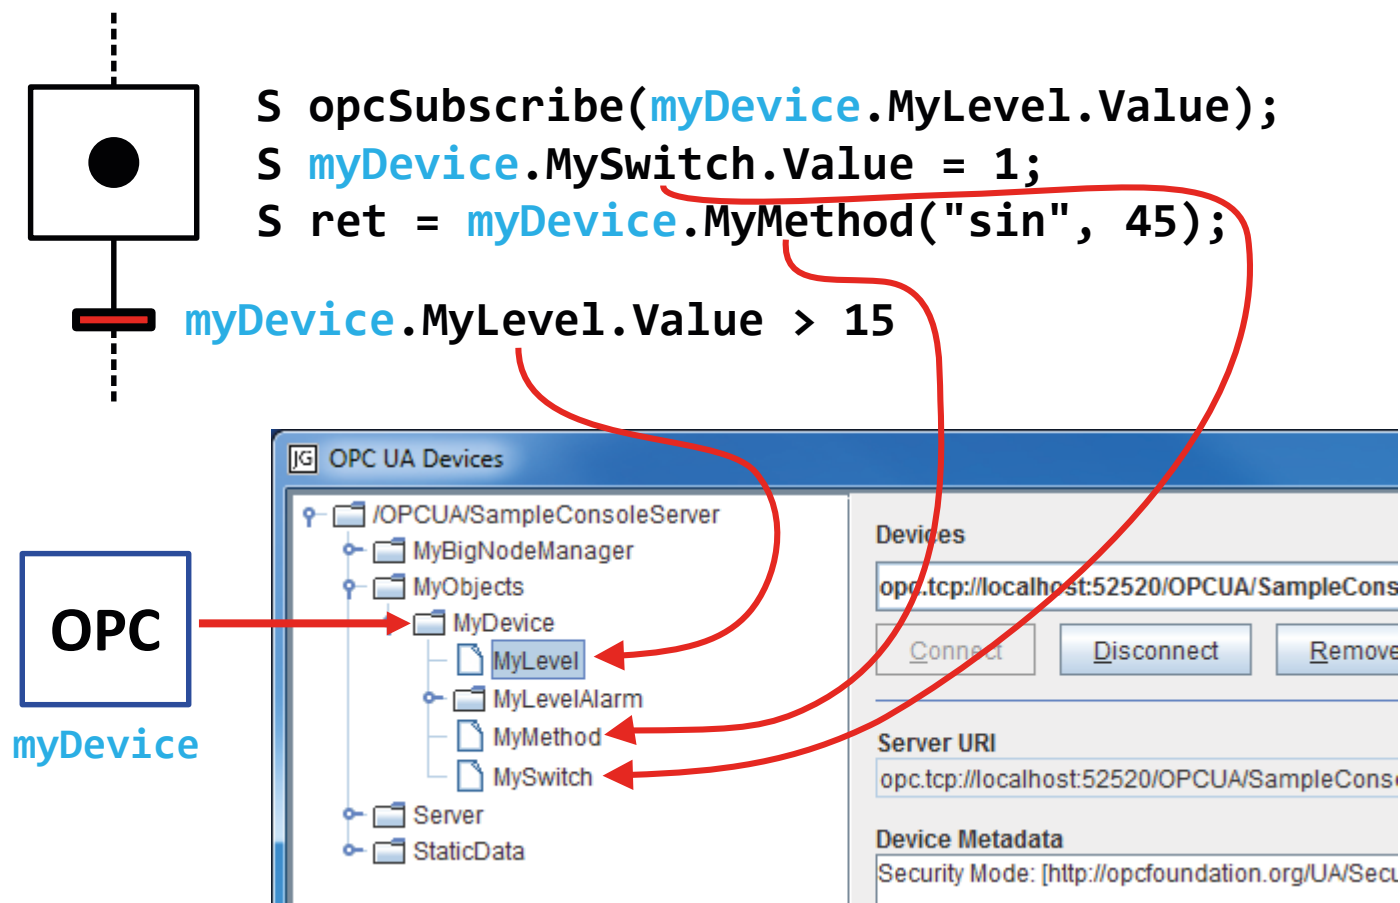 S opcSubscribe(myDevice.MyLevel.Value);
S myDevice.MySwitch.Value = 1;
S ret = myDevice.MyMethod("sin", 45);
myDevice.MyLevel.Value > 15
JG OPC UA Devices
/OPCUA/SampleConsoleServer
MyBigNodeManager
MyObjects
MyDevice
MyLevel
MyLevelAlarm
MyMethod
MySwitch
Server
StaticData
OPC
myDevice
Devices
opc.tcp://localhost:52520/OPCUA/SampleCons
Connect Disconnect Remove
Server URI
opc.tcp://localhost:52520/OPCUA/SampleCons
Device Metadata
Security Mode: [http://opcfoundation.org/UA/Secu